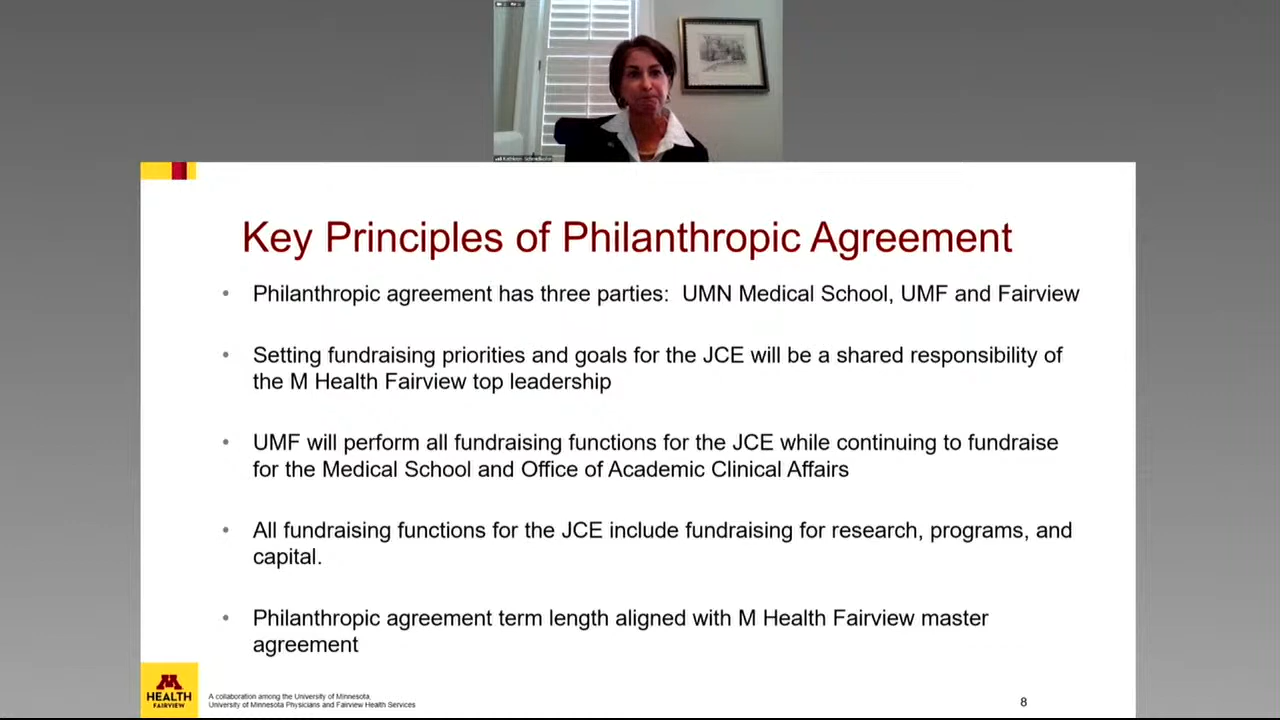 Key Principles of Philanthropic Agreement
• Philanthropic agreement has three parties:  UMN Medical School, UMF and Fairview
• Setting fundraising priorities and goals for the JCE will be a shared responsibility of
the M Health Fairview top leadership
• UMF will perform all fundraising functions for the JCE while continuing to fundraise
for the Medical School and Office of Academic Clinical Affairs
• All fundraising functions for the JCE include fundraising for research, programs, and
capital.
• Philanthropic agreement term length aligned with M Health Fairview master
agreement
M
HEALTH
FAIRVIEW
A collaboration among the University of Minnesota,
University of Minnesota Physicians and Fairview Health Services
8